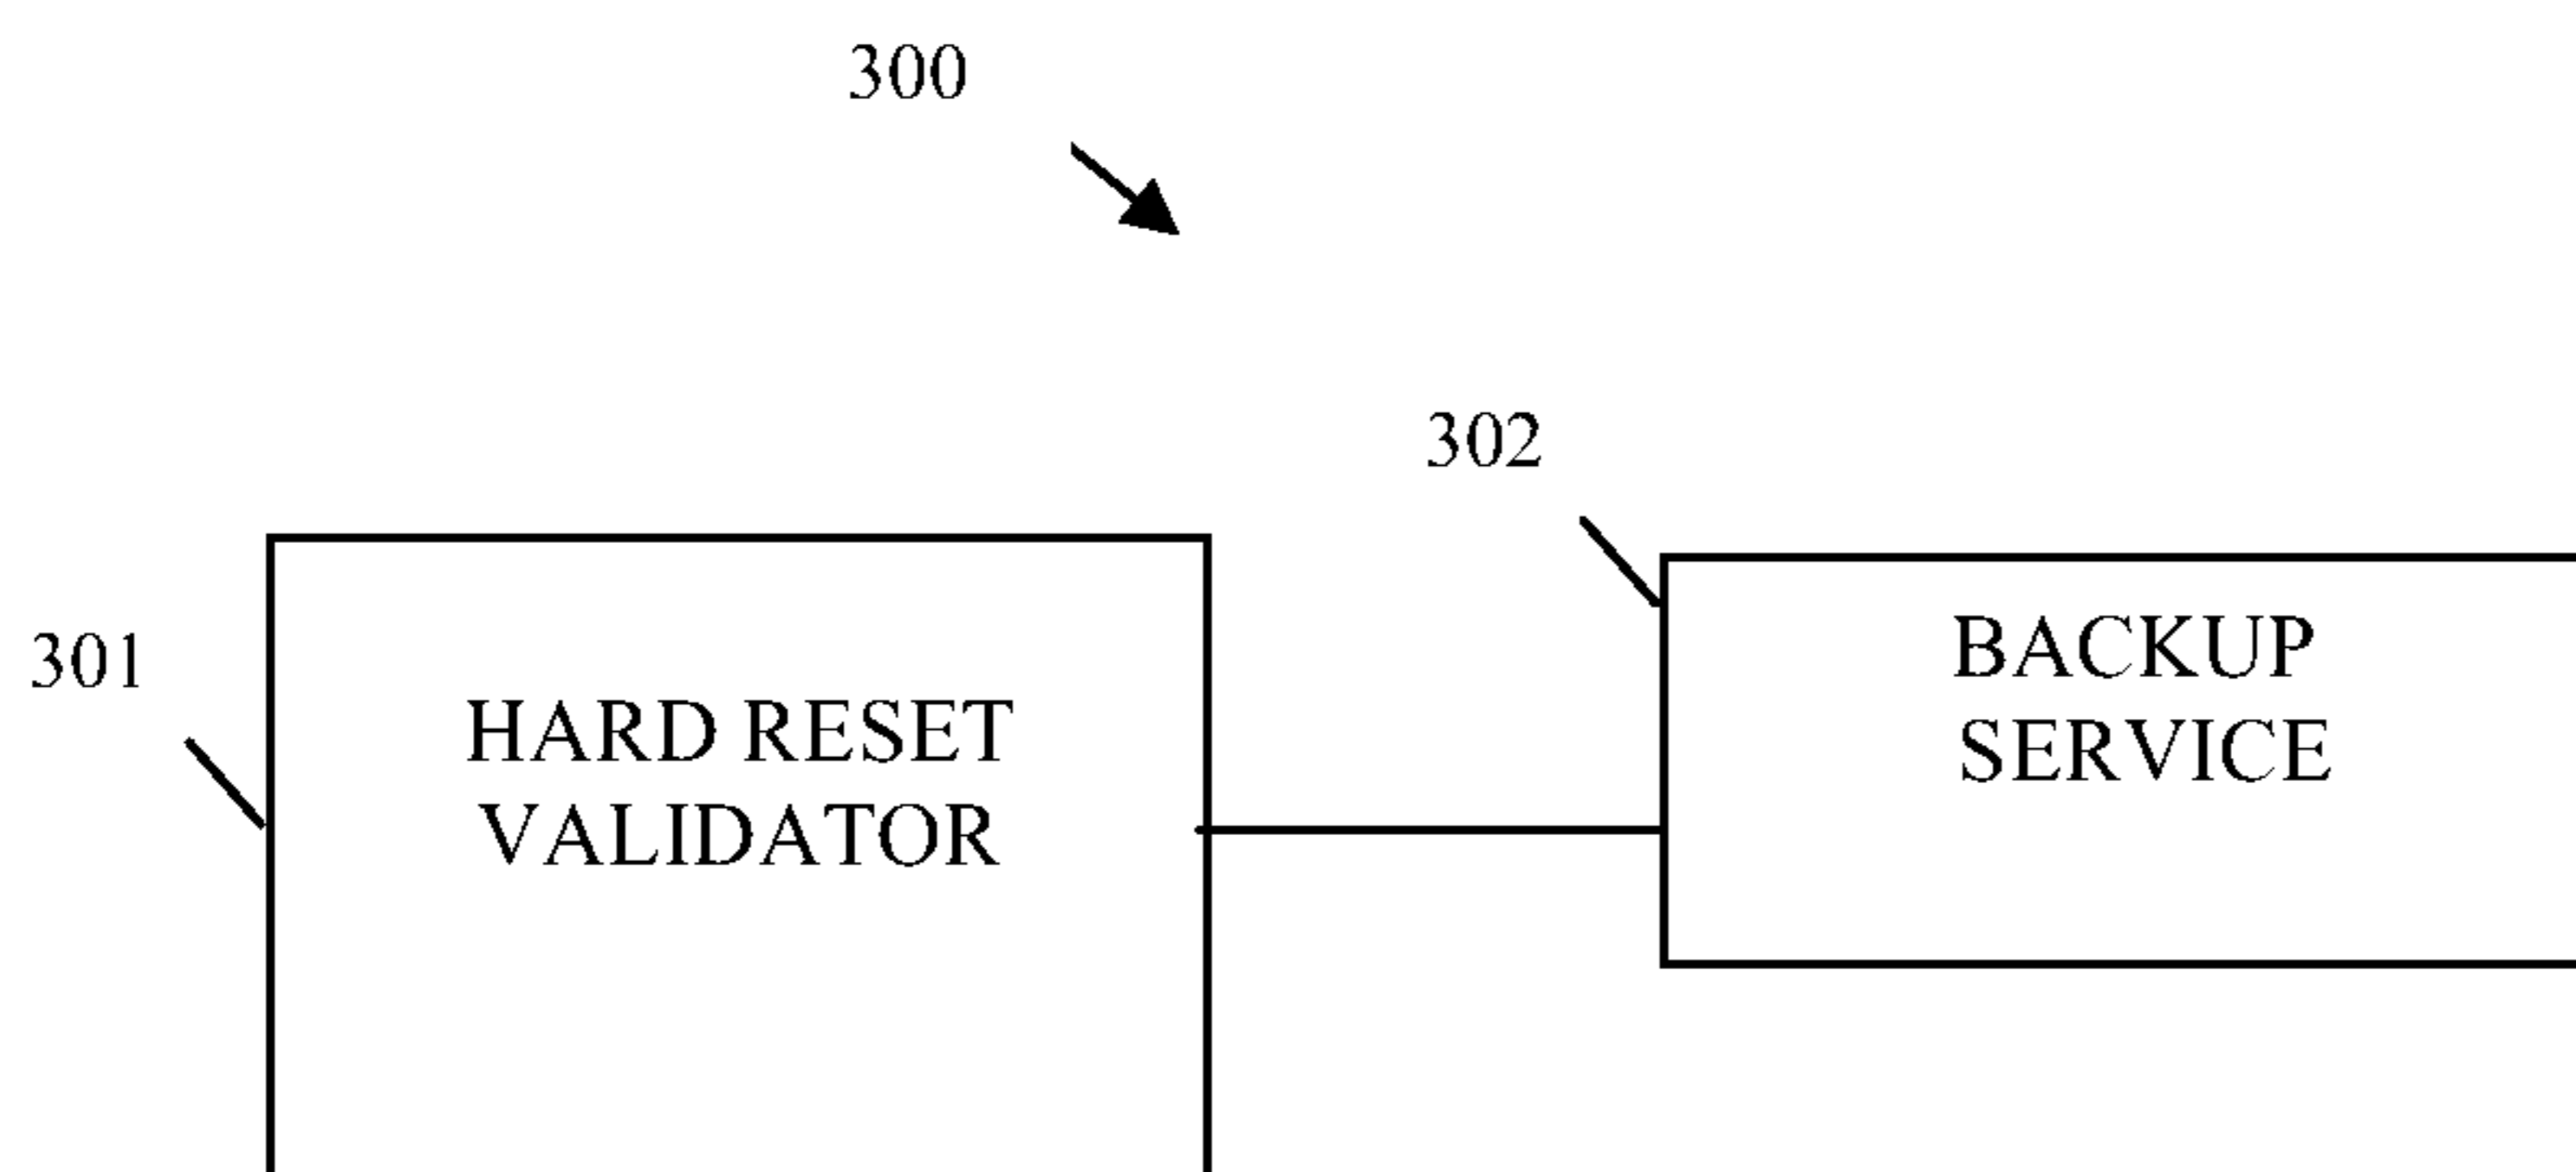 300
302
301
HARD RESET
VALIDATOR
BACKUP
SERVICE